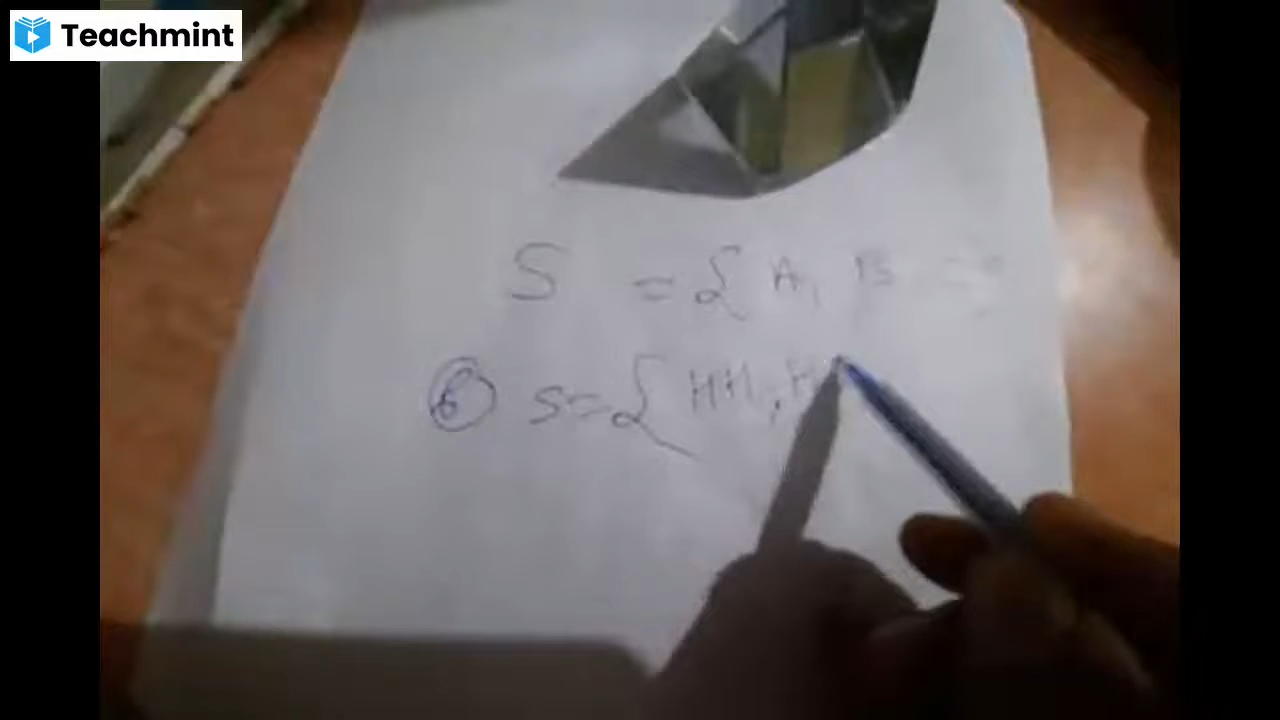 Teachmint
S = { A, B
6 S = { HH, H